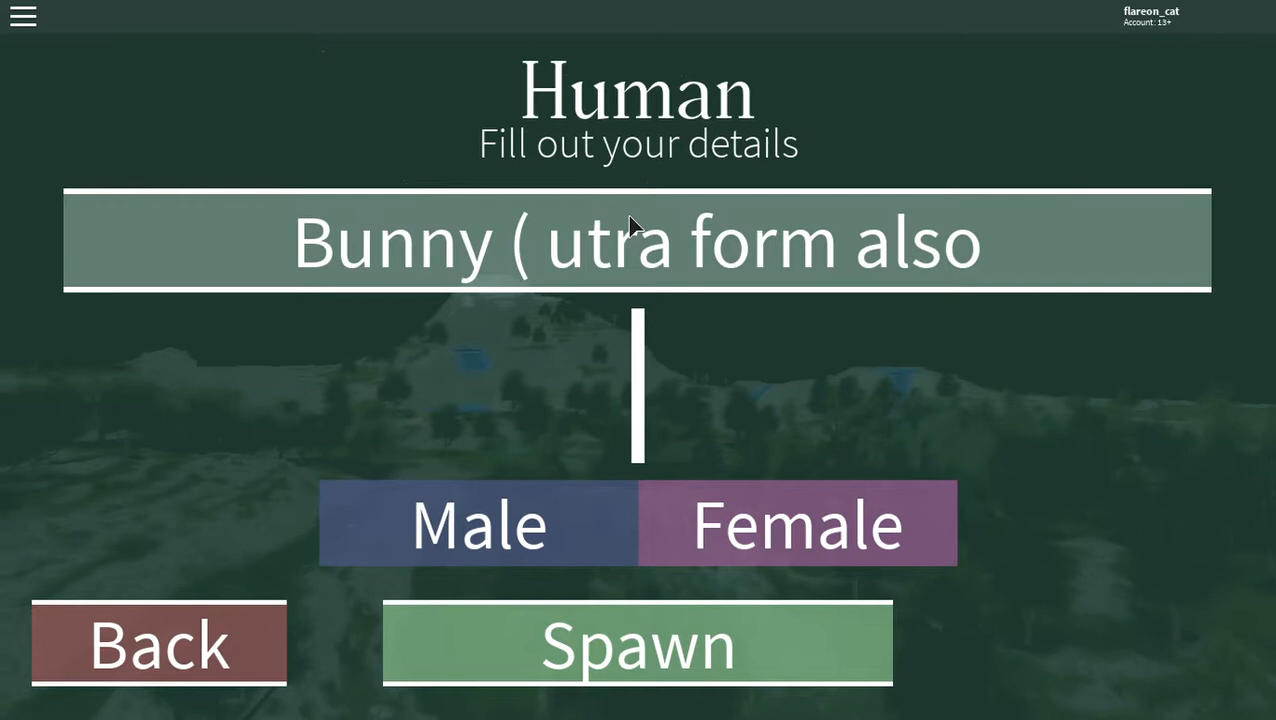 flareon_cat
Account: 13+
Human
Fill out your details
Bunny ( utra form also
Male
Female
Back
Spawn